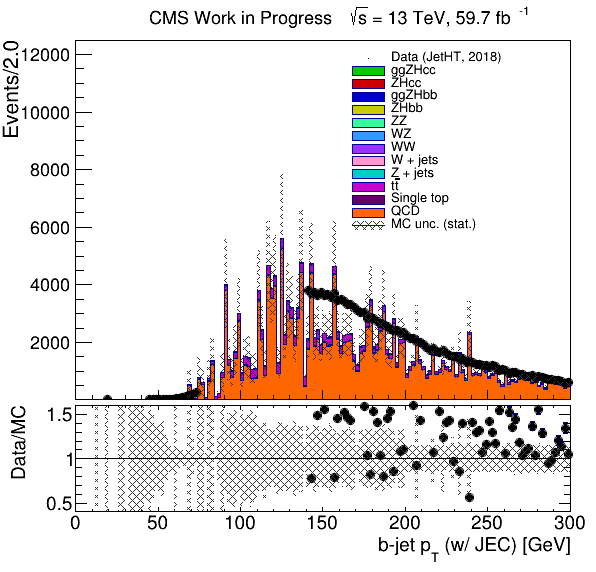 CMS Work in Progress √s = 13 TeV, 59.7 fb⁻¹
Events/2.0
12000
10000
8000
6000
4000
2000
Data (JetHT, 2018)
ggZHcc
ZHcc
ggZHbb
ZHbb
ZZ
WZ
WW
W + jets
Z + jets
tt̄
Single top
QCD
MC unc. (stat.)
Data/MC
1.5
1
0.5
0 50 100 150 200 250 300
b-jet p_T (w/ JEC) [GeV]